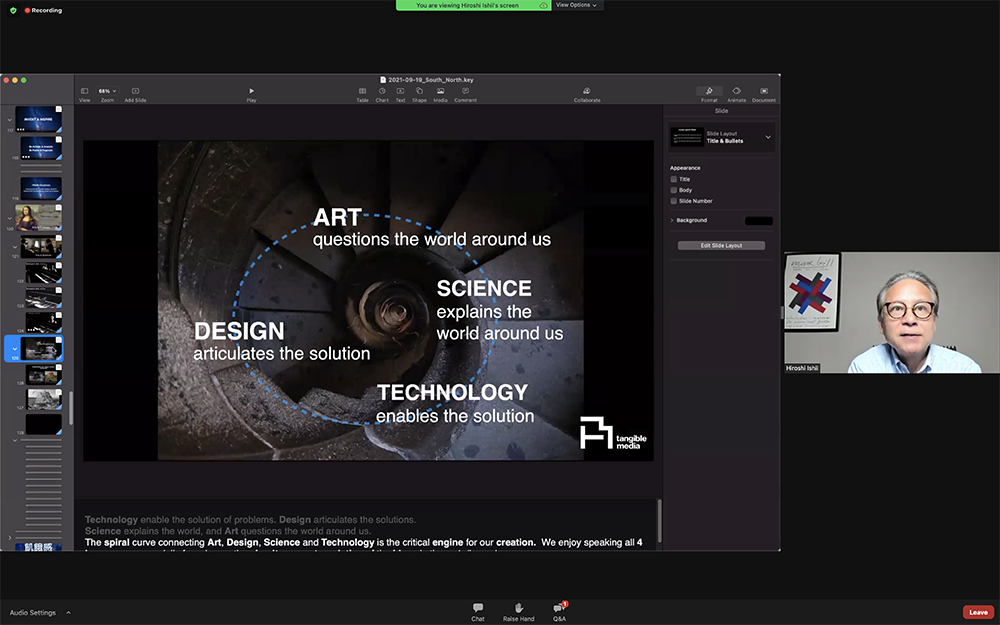 Recording
You are viewing Hiroshi Ishii's screen
View Options
2021-09-19_South_North.key
68%
View
Zoom
Add Slide
Play
Table
Chart
Text
Shape
Media
Comment
Collaborate
Format
Animate
Document
Slide
Slide Layout
Title & Bullets
Appearance
Title
Body
Slide Number
Background
Edit Slide Layout
ART
questions the world around us
SCIENCE
explains the
world around us
DESIGN
articulates the solution
TECHNOLOGY
enables the solution
tangible
media
Technology enable the solution of problems. Design articulates the solutions.
Science explains the world, and Art questions the world around us.
The spiral curve connecting Art, Design, Science and Technology is the critical engine for our creation. We enjoy speaking all 4
Hiroshi Ishii
Audio Settings
Chat
Raise Hand
1
Q&A
Leave